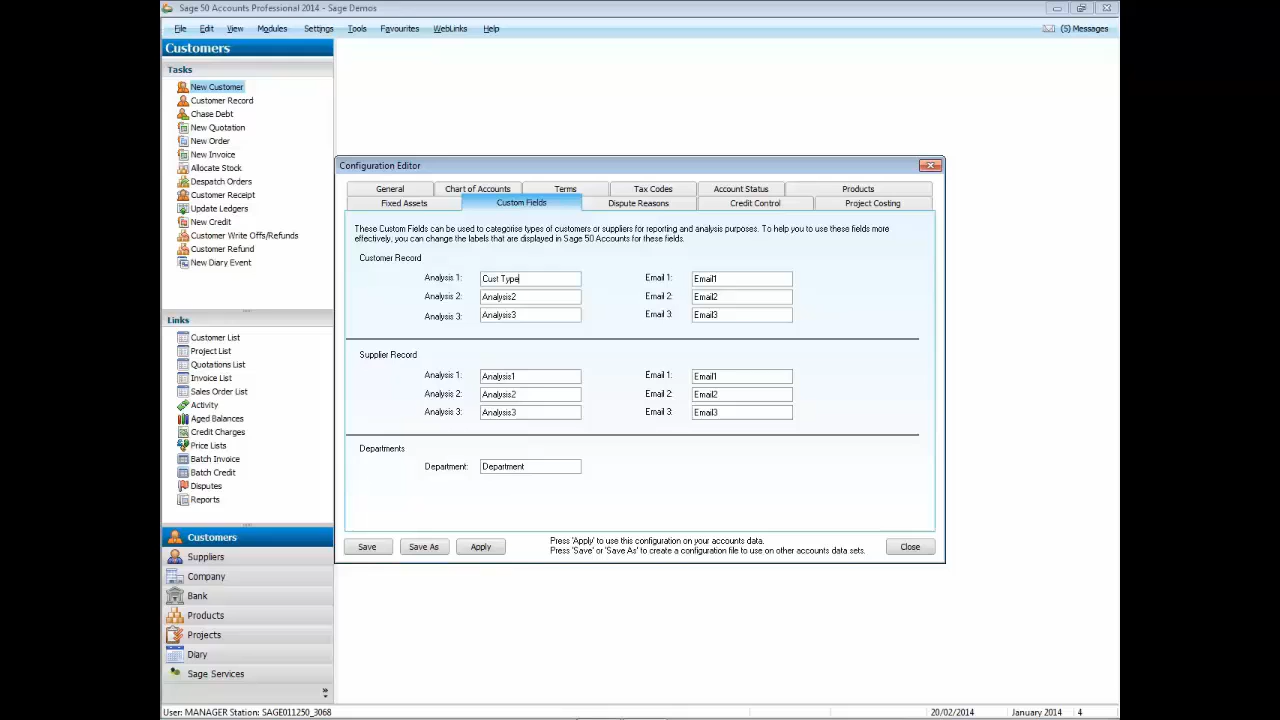 Sage 50 Accounts Professional 2014 - Sage Demos
File Edit View Modules Settings Tools Favourites WebLinks Help (5) Messages
Customers
Tasks
New Customer
Customer Record
Chase Debt
New Quotation
New Order
New Invoice
Allocate Stock
Despatch Orders
Customer Receipt
Update Ledgers
New Credit
Customer Write Offs/Refunds
Customer Refund
New Diary Event
Links
Customer List
Project List
Quotations List
Invoice List
Sales Order List
Activity
Aged Balances
Credit Charges
Price Lists
Batch Invoice
Batch Credit
Disputes
Reports
Customers
Suppliers
Company
Bank
Products
Projects
Diary
Sage Services
Configuration Editor
General Chart of Accounts Terms Tax Codes Account Status Products
Fixed Assets Custom Fields Dispute Reasons Credit Control Project Costing
These Custom Fields can be used to categorise types of customers or suppliers for reporting and analysis purposes. To help you to use these fields more
effectively, you can change the labels that are displayed in Sage 50 Accounts for these fields.
Customer Record
Analysis 1: Cust Type Email 1: Email1
Analysis 2: Analysis2 Email 2: Email2
Analysis 3: Analysis3 Email 3: Email3
Supplier Record
Analysis 1: Analysis1 Email 1: Email1
Analysis 2: Analysis2 Email 2: Email2
Analysis 3: Analysis3 Email 3: Email3
Departments
Department: Department
Save Save As Apply Close
Press 'Apply' to use this configuration on your accounts data.
Press 'Save' or 'Save As' to create a configuration file to use on other accounts data sets.
User: MANAGER Station: SAGE011250_3068 20/02/2014 January 2014 4